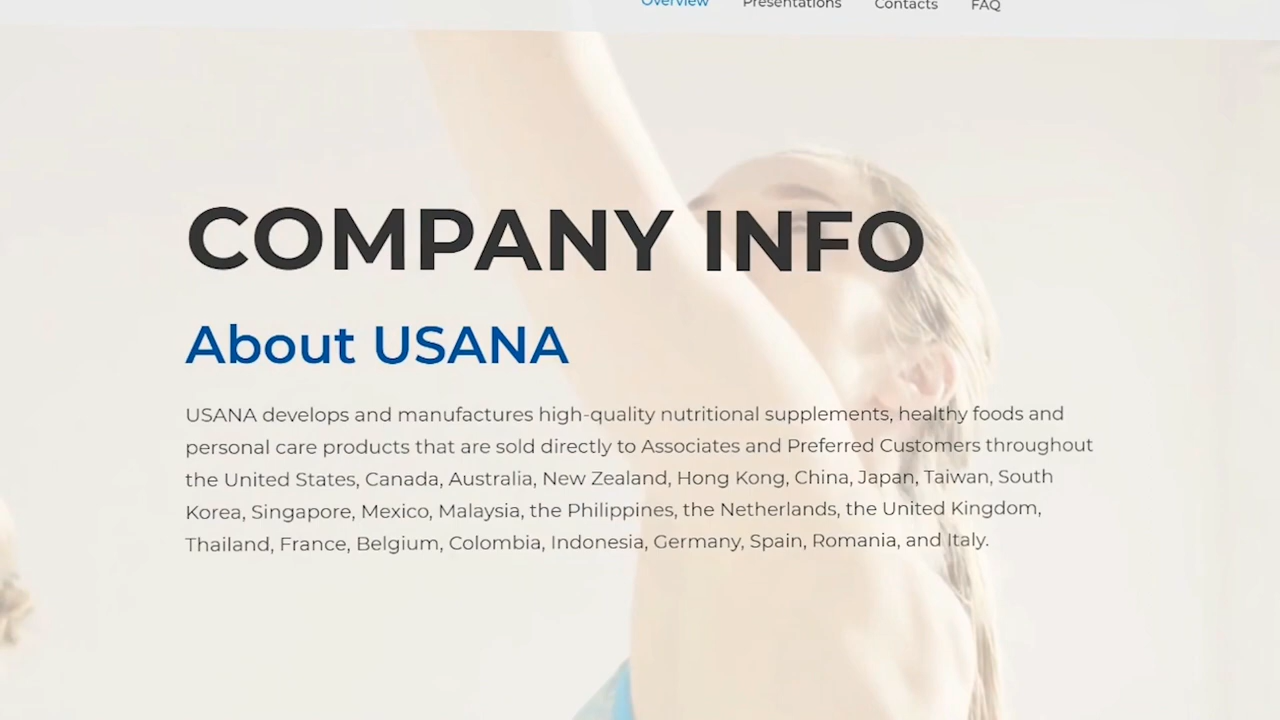 Overview Presentations Contacts FAQ
COMPANY INFO
About USANA
USANA develops and manufactures high-quality nutritional supplements, healthy foods and
personal care products that are sold directly to Associates and Preferred Customers throughout
the United States, Canada, Australia, New Zealand, Hong Kong, China, Japan, Taiwan, South
Korea, Singapore, Mexico, Malaysia, the Philippines, the Netherlands, the United Kingdom,
Thailand, France, Belgium, Colombia, Indonesia, Germany, Spain, Romania, and Italy.